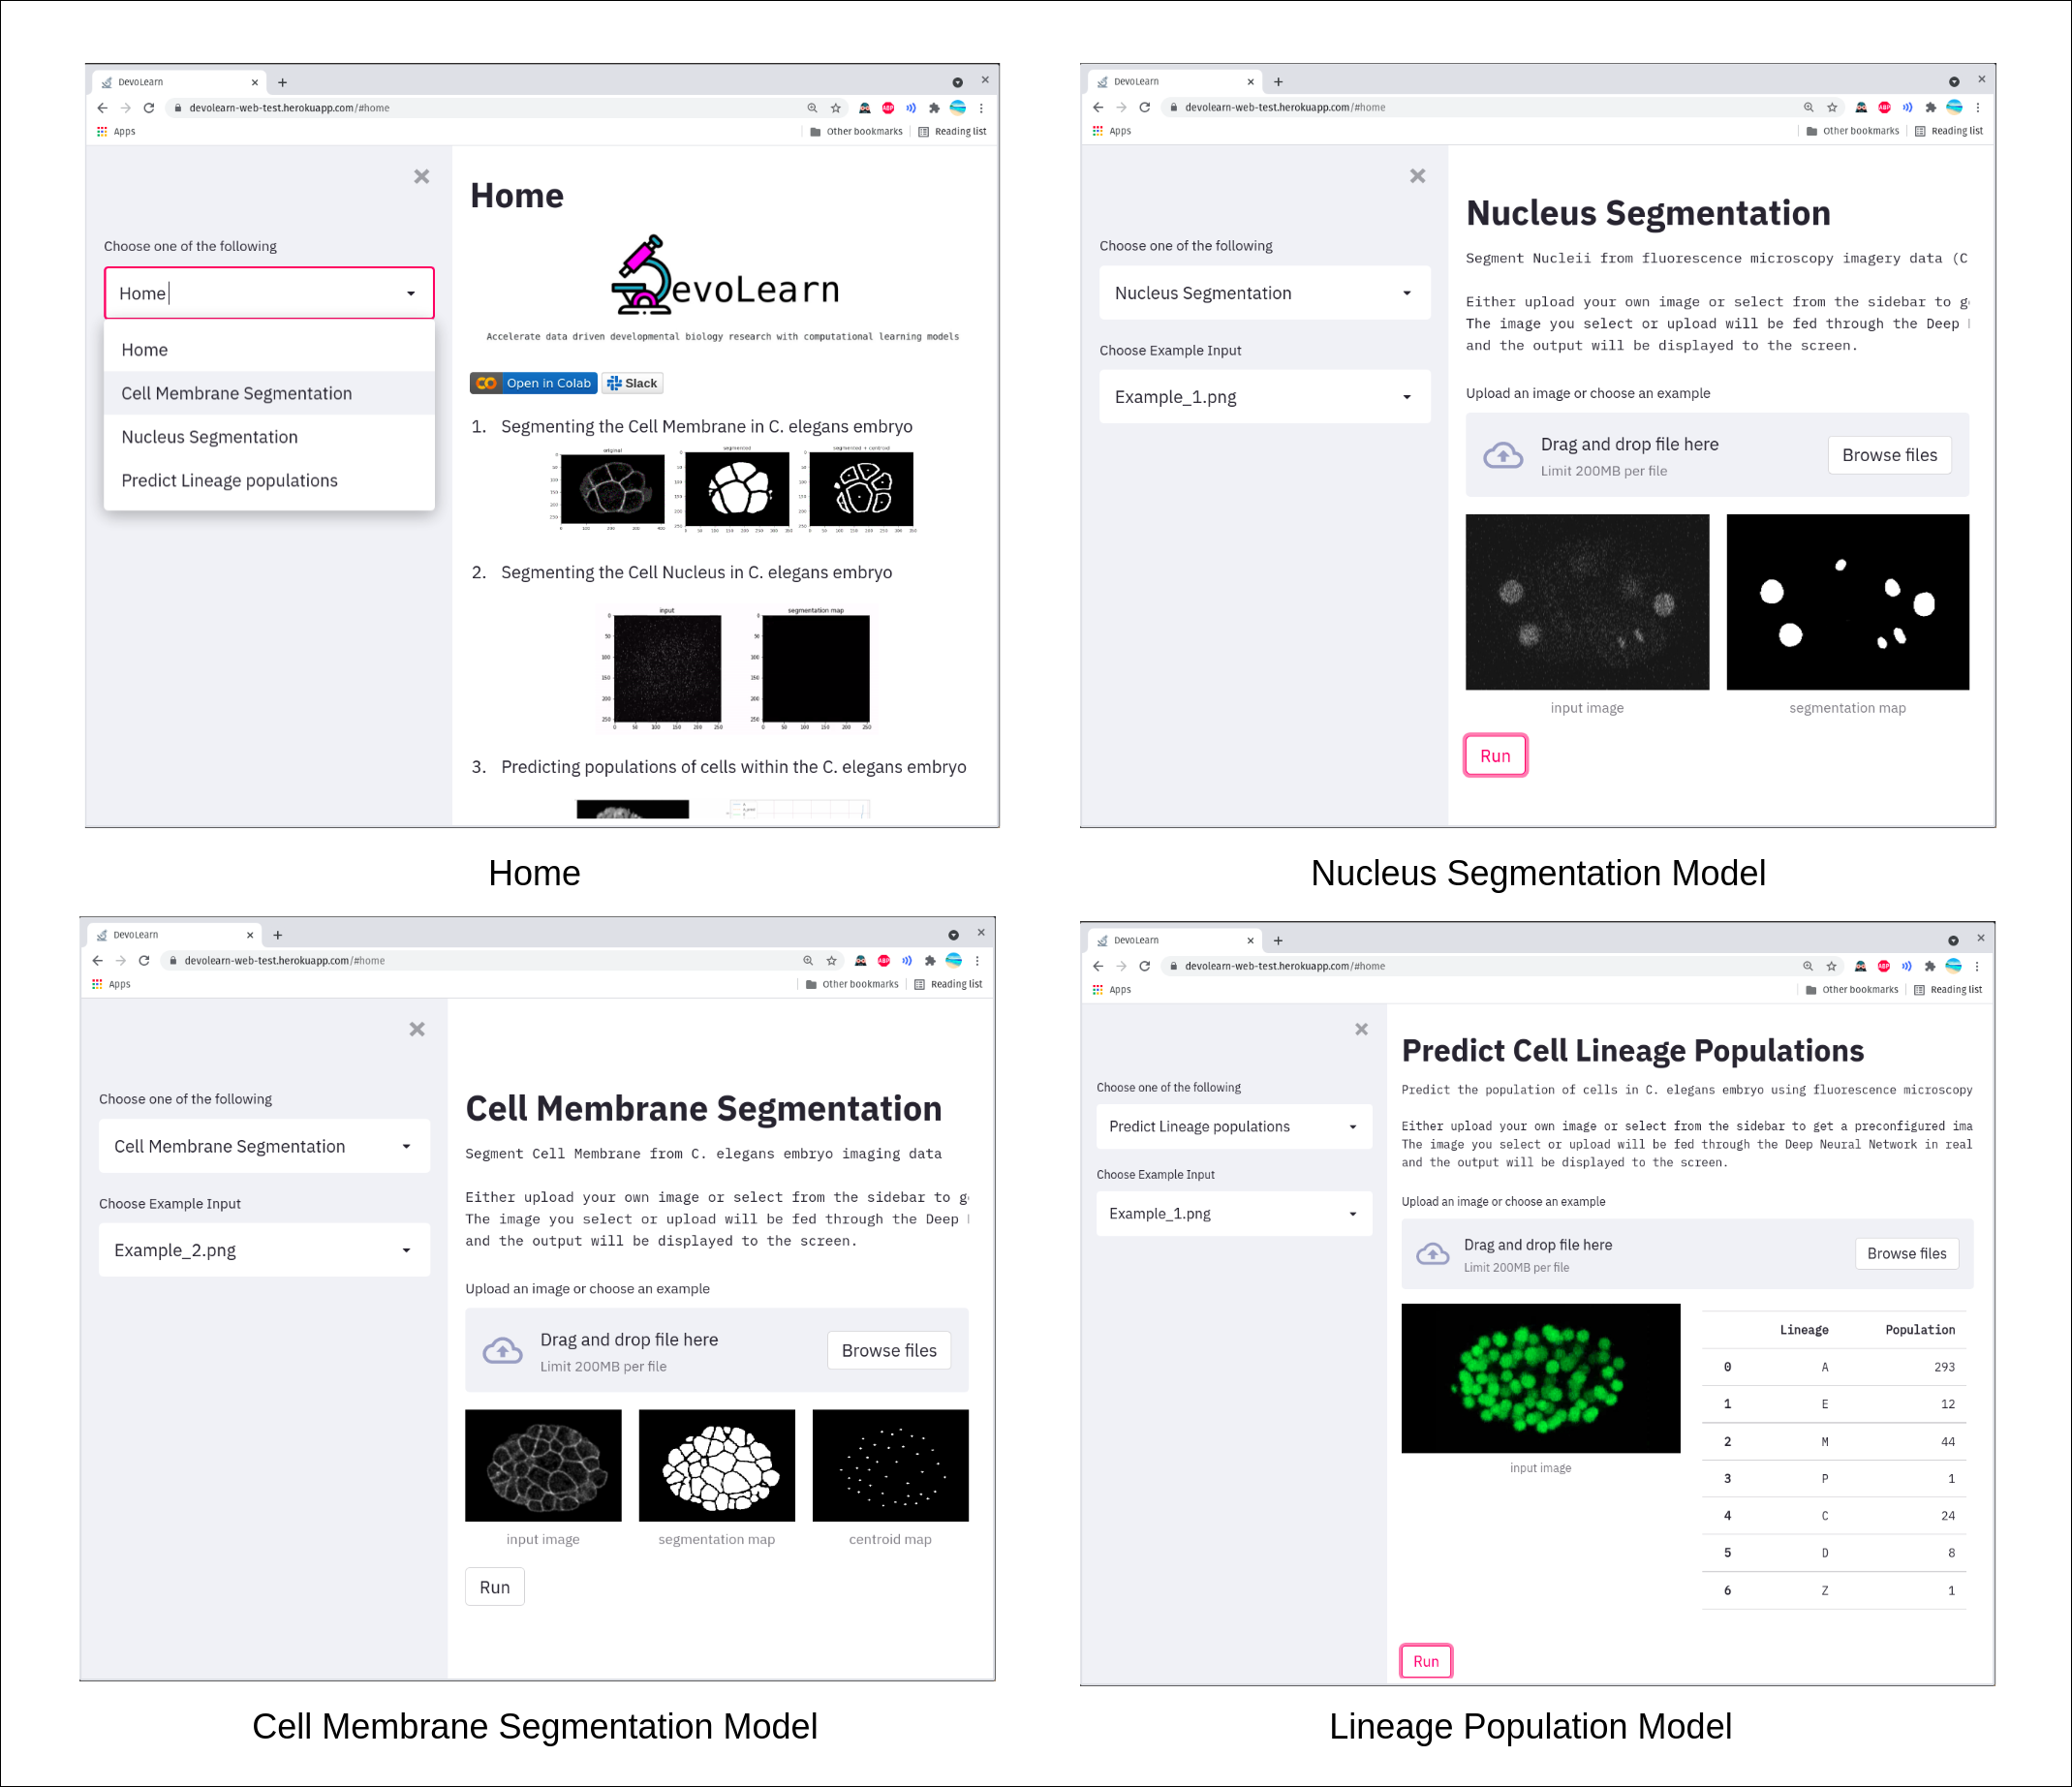 DevoLearn
devolearn-web-test.herokuapp.com/#home
ABP
Apps
Other bookmarks
Reading list
Choose one of the following
Home
Home
Cell Membrane Segmentation
Nucleus Segmentation
Predict Lineage populations
Home
evoLearn
Accelerate data driven developmental biology research with computational learning models
Open in Colab
Slack
1. Segmenting the Cell Membrane in C. elegans embryo
original
segmented
segmented + centroid
2. Segmenting the Cell Nucleus in C. elegans embryo
input
segmentation map
3. Predicting populations of cells within the C. elegans embryo
Home
DevoLearn
devolearn-web-test.herokuapp.com/#home
ABP
Apps
Other bookmarks
Reading list
Choose one of the following
Nucleus Segmentation
Choose Example Input
Example_1.png
Nucleus Segmentation
Segment Nucleii from fluorescence microscopy imagery data (C
Either upload your own image or select from the sidebar to g
The image you select or upload will be fed through the Deep
and the output will be displayed to the screen.
Upload an image or choose an example
Drag and drop file here
Limit 200MB per file
Browse files
input image
segmentation map
Run
Nucleus Segmentation Model
DevoLearn
devolearn-web-test.herokuapp.com/#home
ABP
Apps
Other bookmarks
Reading list
Choose one of the following
Cell Membrane Segmentation
Choose Example Input
Example_2.png
Cell Membrane Segmentation
Segment Cell Membrane from C. elegans embryo imaging data
Either upload your own image or select from the sidebar to g
The image you select or upload will be fed through the Deep
and the output will be displayed to the screen.
Upload an image or choose an example
Drag and drop file here
Limit 200MB per file
Browse files
input image
segmentation map
centroid map
Run
Cell Membrane Segmentation Model
DevoLearn
devolearn-web-test.herokuapp.com/#home
ABP
Apps
Other bookmarks
Reading list
Choose one of the following
Predict Lineage populations
Choose Example Input
Example_1.png
Predict Cell Lineage Populations
Predict the population of cells in C. elegans embryo using fluorescence microscopy
Either upload your own image or select from the sidebar to get a preconfigured ima
The image you select or upload will be fed through the Deep Neural Network in real
and the output will be displayed to the screen.
Upload an image or choose an example
Drag and drop file here
Limit 200MB per file
Browse files
input image
Lineage Population
0 A 293
1 E 12
2 M 44
3 P 1
4 C 24
5 D 8
6 Z 1
Run
Lineage Population Model